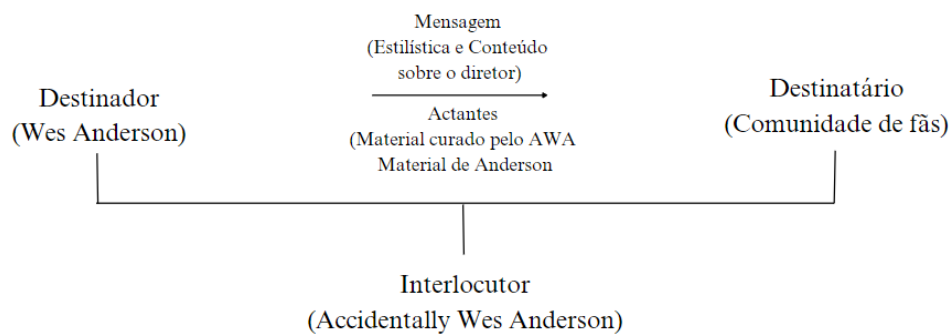 Mensagem
(Estilística e Conteúdo
sobre o diretor)
Destinador
(Wes Anderson)
Actantes
(Material curado pelo AWA
Material de Anderson
Destinatário
(Comunidade de fãs)
Interlocutor
(Accidentally Wes Anderson)